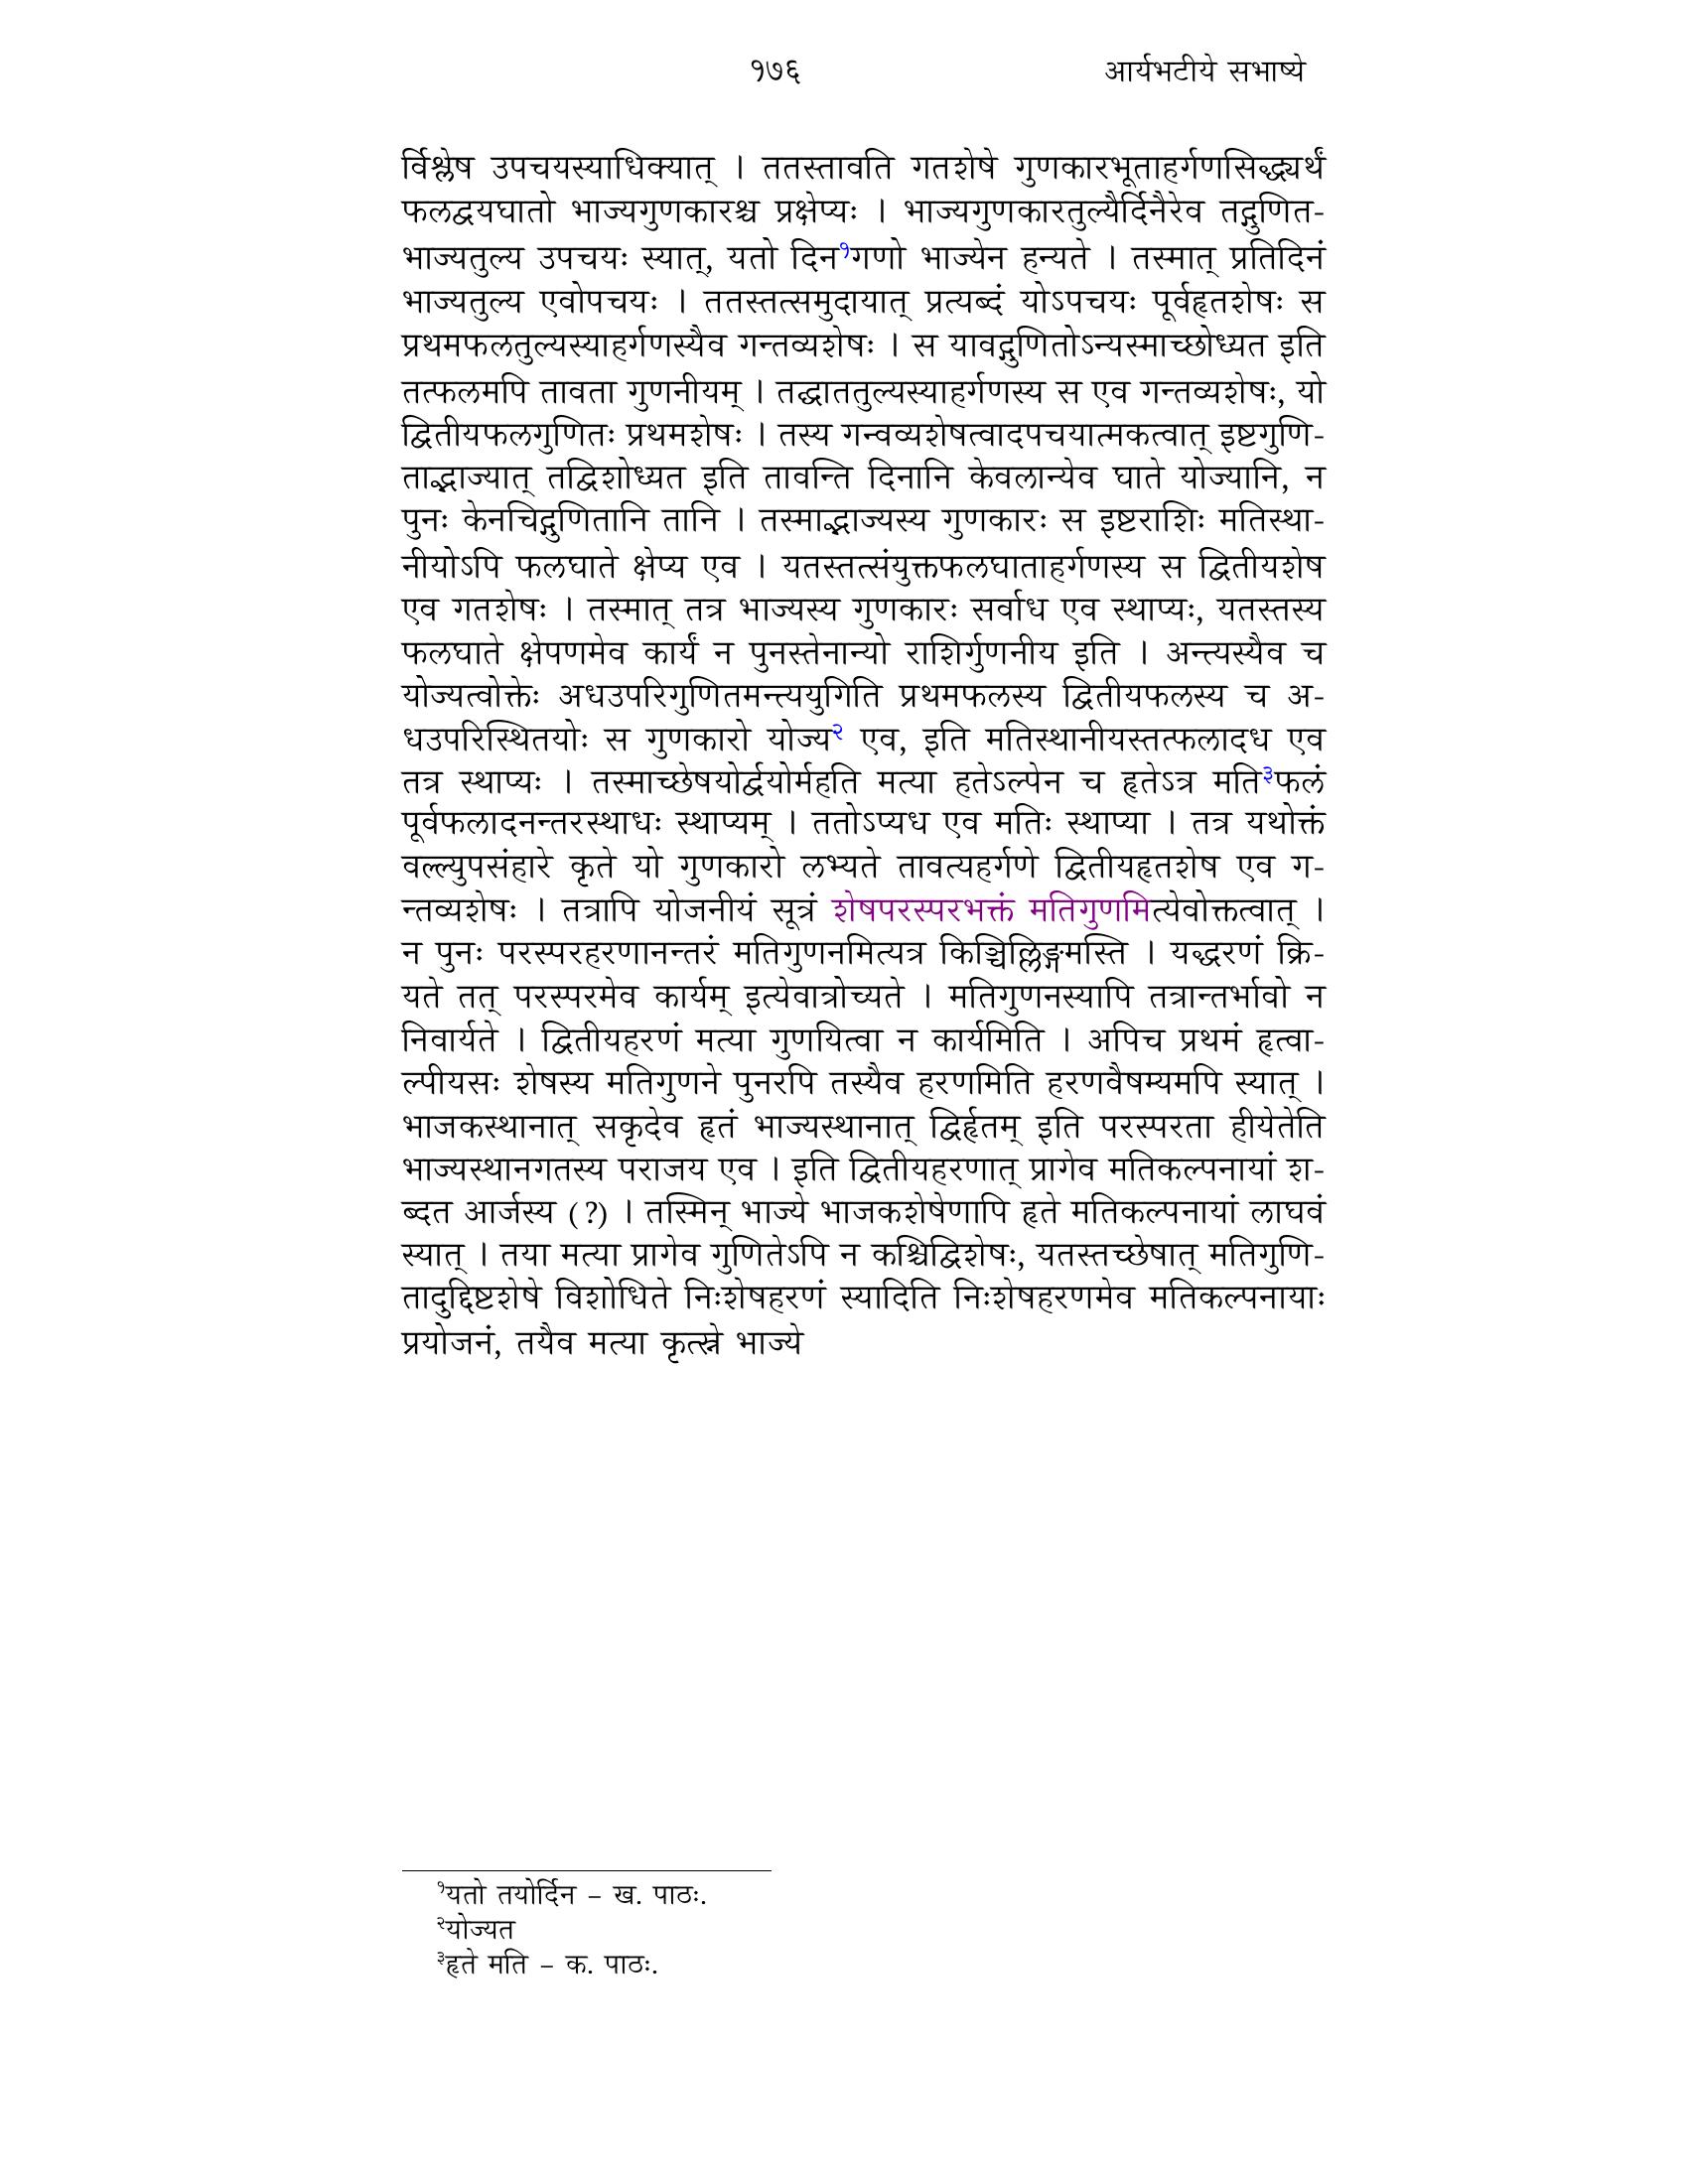 १७६ आर्यभटीये सभाष्ये
र्विश्लेष उपचयस्याधिक्यात् । ततस्तावति गतशेषे गुणकारभूताहर्गणसिद्ध्यर्थं
फलद्वयघातो भाज्यगुणकारश्च प्रक्षेप्यः । भाज्यगुणकारतुल्यैर्दिनैरेव तद्गुणित-
भाज्यतुल्य उपचयः स्यात्, यतो दिन१गणो भाज्येन हन्यते । तस्मात् प्रतिदिनं
भाज्यतुल्य एवोपचयः । ततस्तत्समुदायात् प्रत्यब्दं योऽपचयः पूर्वहृतशेषः स
प्रथमफलतुल्यस्याहर्गणस्यैव गन्तव्यशेषः । स यावद्गुणितोऽन्यस्माच्छोध्यत इति
तत्फलमपि तावता गुणनीयम् । तद्घाततुल्यस्याहर्गणस्य स एव गन्तव्यशेषः, यो
द्वितीयफलगुणितः प्रथमशेषः । तस्य गन्वव्यशेषत्वादपचयात्मकत्वात् इष्टगुणि-
ताद्भाज्यात् तद्विशोध्यत इति तावन्ति दिनानि केवलान्येव घाते योज्यानि, न
पुनः केनचिद्गुणितानि तानि । तस्माद्भाज्यस्य गुणकारः स इष्टराशिः मतिस्था-
नीयोऽपि फलघाते क्षेप्य एव । यतस्तत्संयुक्तफलघाताहर्गणस्य स द्वितीयशेष
एव गतशेषः । तस्मात् तत्र भाज्यस्य गुणकारः सर्वाध एव स्थाप्यः, यतस्तस्य
फलघाते क्षेपणमेव कार्यं न पुनस्तेनान्यो राशिर्गुणनीय इति । अन्त्यस्यैव च
योज्यत्वोक्तेः अधउपरिगुणितमन्त्ययुगिति प्रथमफलस्य द्वितीयफलस्य च अ-
धउपरिस्थितयोः स गुणकारो योज्य२ एव, इति मतिस्थानीयस्तत्फलादध एव
तत्र स्थाप्यः । तस्माच्छेषयोर्द्वयोर्महति मत्या हतेऽल्पेन च हृतेऽत्र मति३फलं
पूर्वफलादनन्तरस्थाधः स्थाप्यम् । ततोऽप्यध एव मतिः स्थाप्या । तत्र यथोक्तं
वल्ल्युपसंहारे कृते यो गुणकारो लभ्यते तावत्यहर्गणे द्वितीयहृतशेष एव ग-
न्तव्यशेषः । तत्रापि योजनीयं सूत्रं शेषपरस्परभक्तं मतिगुणमित्येवोक्तत्वात् ।
न पुनः परस्परहरणानन्तरं मतिगुणनमित्यत्र किञ्चिल्लिङ्गमस्ति । यद्धरणं क्रि-
यते तत् परस्परमेव कार्यम् इत्येवात्रोच्यते । मतिगुणनस्यापि तत्रान्तर्भावो न
निवार्यते । द्वितीयहरणं मत्या गुणयित्वा न कार्यमिति । अपिच प्रथमं हृत्वा-
ल्पीयसः शेषस्य मतिगुणने पुनरपि तस्यैव हरणमिति हरणवैषम्यमपि स्यात् ।
भाजकस्थानात् सकृदेव हृतं भाज्यस्थानात् द्विर्हृतम् इति परस्परता हीयेतेति
भाज्यस्थानगतस्य पराजय एव । इति द्वितीयहरणात् प्रागेव मतिकल्पनायां श-
ब्दत आर्जस्य (?) । तस्मिन् भाज्ये भाजकशेषेणापि हृते मतिकल्पनायां लाघवं
स्यात् । तया मत्या प्रागेव गुणितेऽपि न कश्चिद्विशेषः, यतस्तच्छेषात् मतिगुणि-
तादुद्दिष्टशेषे विशोधिते निःशेषहरणं स्यादिति निःशेषहरणमेव मतिकल्पनायाः
प्रयोजनं, तयैव मत्या कृत्स्ने भाज्ये
१यतो तयोर्दिन – ख. पाठः.
२योज्यत
३हृते मति – क. पाठः.